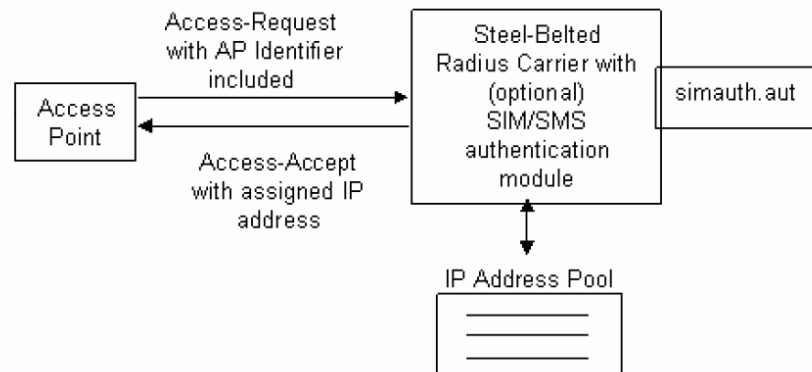 Access-Request
with AP Identifier
included
Access
Point
Access-Accept
with assigned IP
address
Steel-Belted
Radius Carrier with
(optional)
SIM/SMS
authentication
module
simauth.aut
IP Address Pool